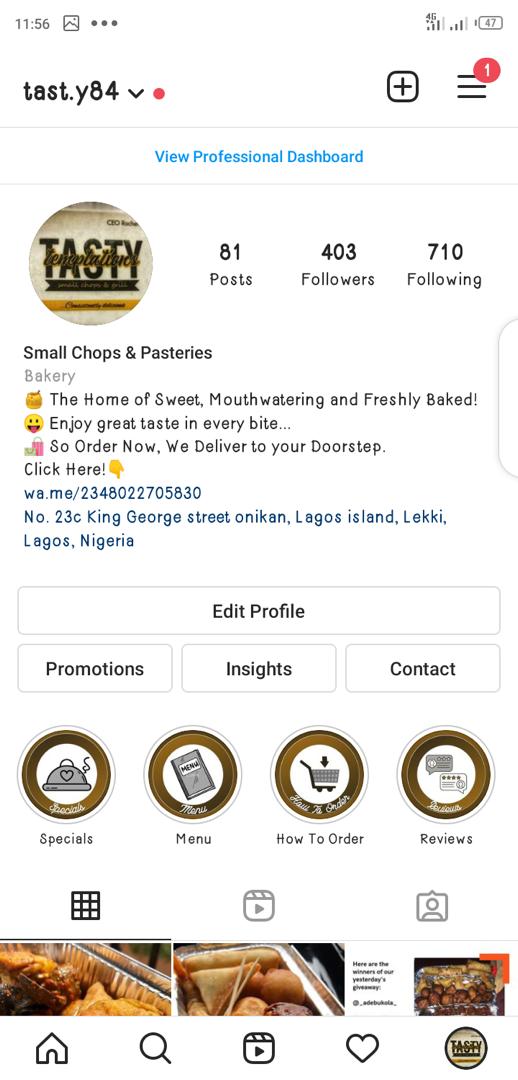 11:56
4G
47
tast.y84
1
View Professional Dashboard
CEO
TASTY
temptations
small chops & grill
...Consistently delicious
81
Posts
403
Followers
710
Following
Small Chops & Pasteries
Bakery
🍯 The Home of Sweet, Mouthwatering and Freshly Baked!
😛 Enjoy great taste in every bite...
🛍️ So Order Now, We Deliver to your Doorstep.
Click Here!👇
wa.me/2348022705830
No. 23c King George street onikan, Lagos island, Lekki,
Lagos, Nigeria
Edit Profile
Promotions
Insights
Contact
Specials
MENU
Menu
How To Order
Reviews
Specials
Menu
How To Order
Reviews
Here are the
winners of our
yesterday's
giveaway:
@_adebukola_
TASTY